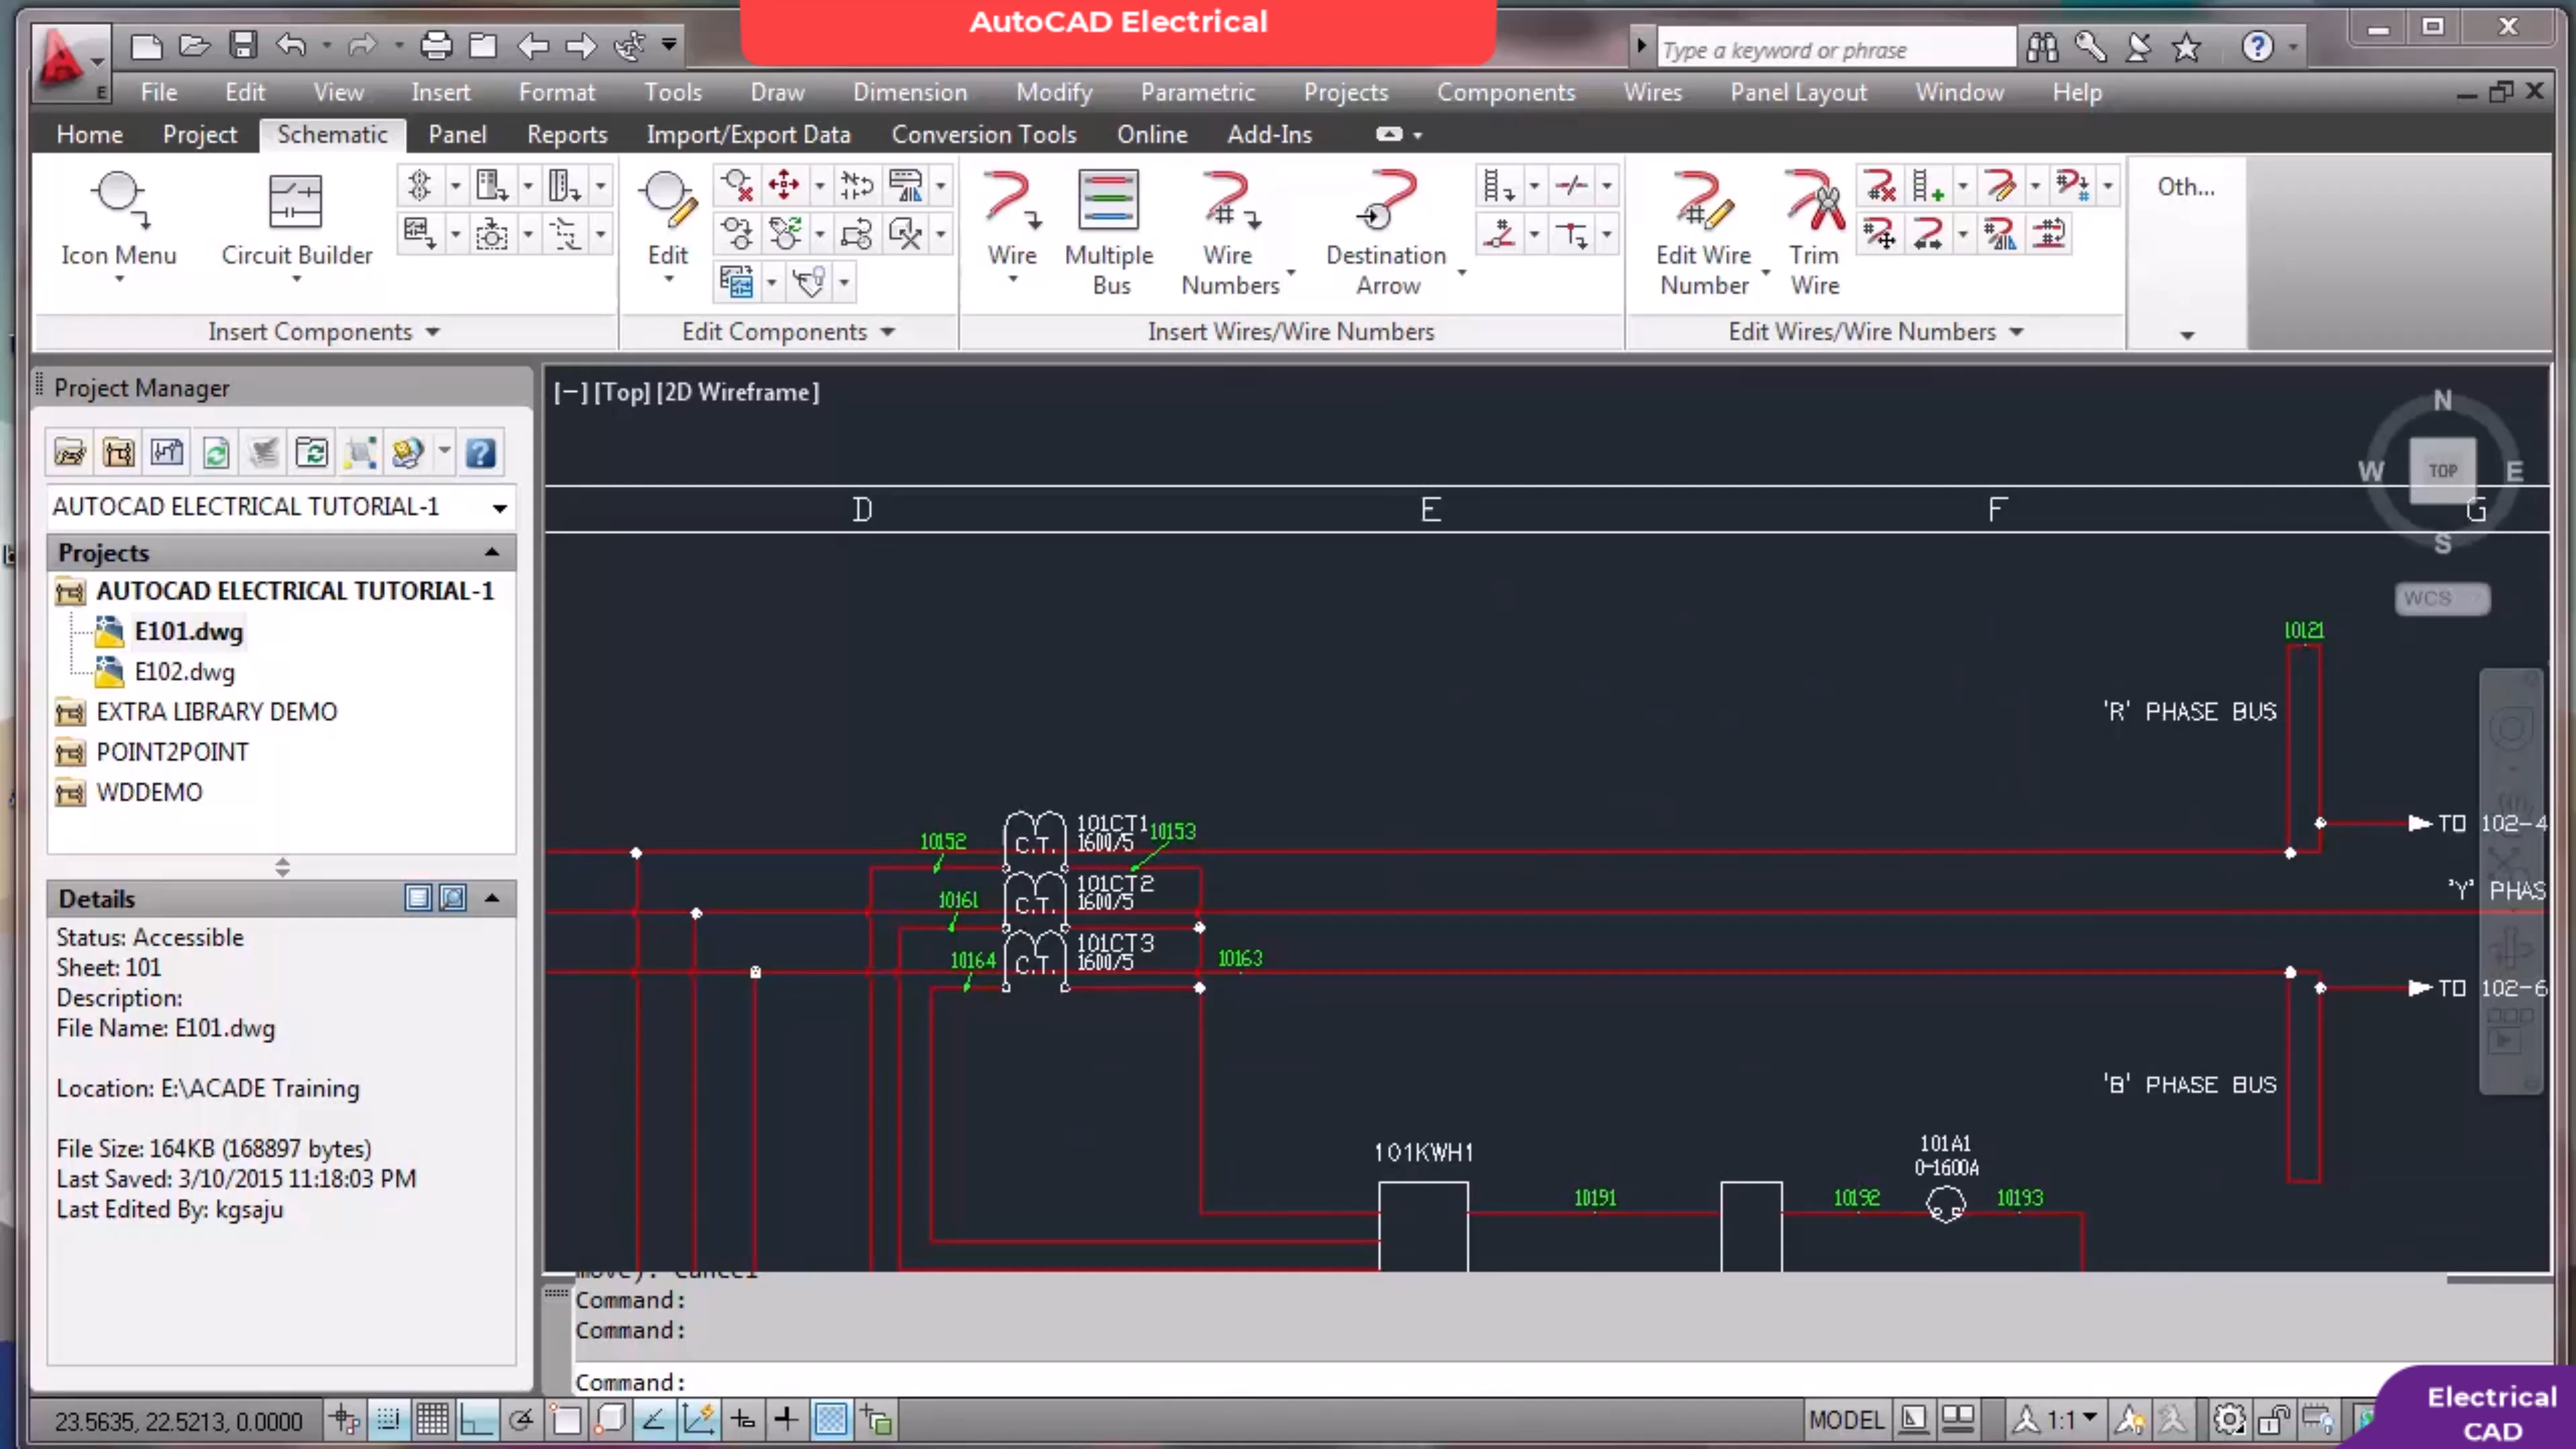 AutoCAD Electrical
Type a keyword or phrase
E
File Edit View Insert Format Tools Draw Dimension Modify Parametric Projects Components Wires Panel Layout Window Help
Home Project Schematic Panel Reports Import/Export Data Conversion Tools Online Add-Ins
Icon Menu
Circuit Builder
Edit
Wire
Multiple
Bus
Wire
Numbers
Destination
Arrow
Edit Wire
Number
Trim
Wire
Oth...
Insert Components
Edit Components
Insert Wires/Wire Numbers
Edit Wires/Wire Numbers
Project Manager
AUTOCAD ELECTRICAL TUTORIAL-1
Projects
AUTOCAD ELECTRICAL TUTORIAL-1
E101.dwg
E102.dwg
EXTRA LIBRARY DEMO
POINT2POINT
WDDEMO
Details
Status: Accessible
Sheet: 101
Description:
File Name: E101.dwg
Location: E:\ACADE Training
File Size: 164KB (168897 bytes)
Last Saved: 3/10/2015 11:18:03 PM
Last Edited By: kgsaju
[−] [Top] [2D Wireframe]
N
W TOP E
S
WCS
D E F G
10121
'R' PHASE BUS
TO 102-4
101CT1
1600/5
C.T.
10152
10153
'Y' PHAS
101CT2
1600/5
C.T.
10161
101CT3
1600/5
C.T.
10164
10163
TO 102-6
'B' PHASE BUS
101KWH1
101A1
0-1600A
10191
10192
10193
Command:
Command:
Command:
23.5635, 22.5213, 0.0000
MODEL
1:1
Electrical
CAD